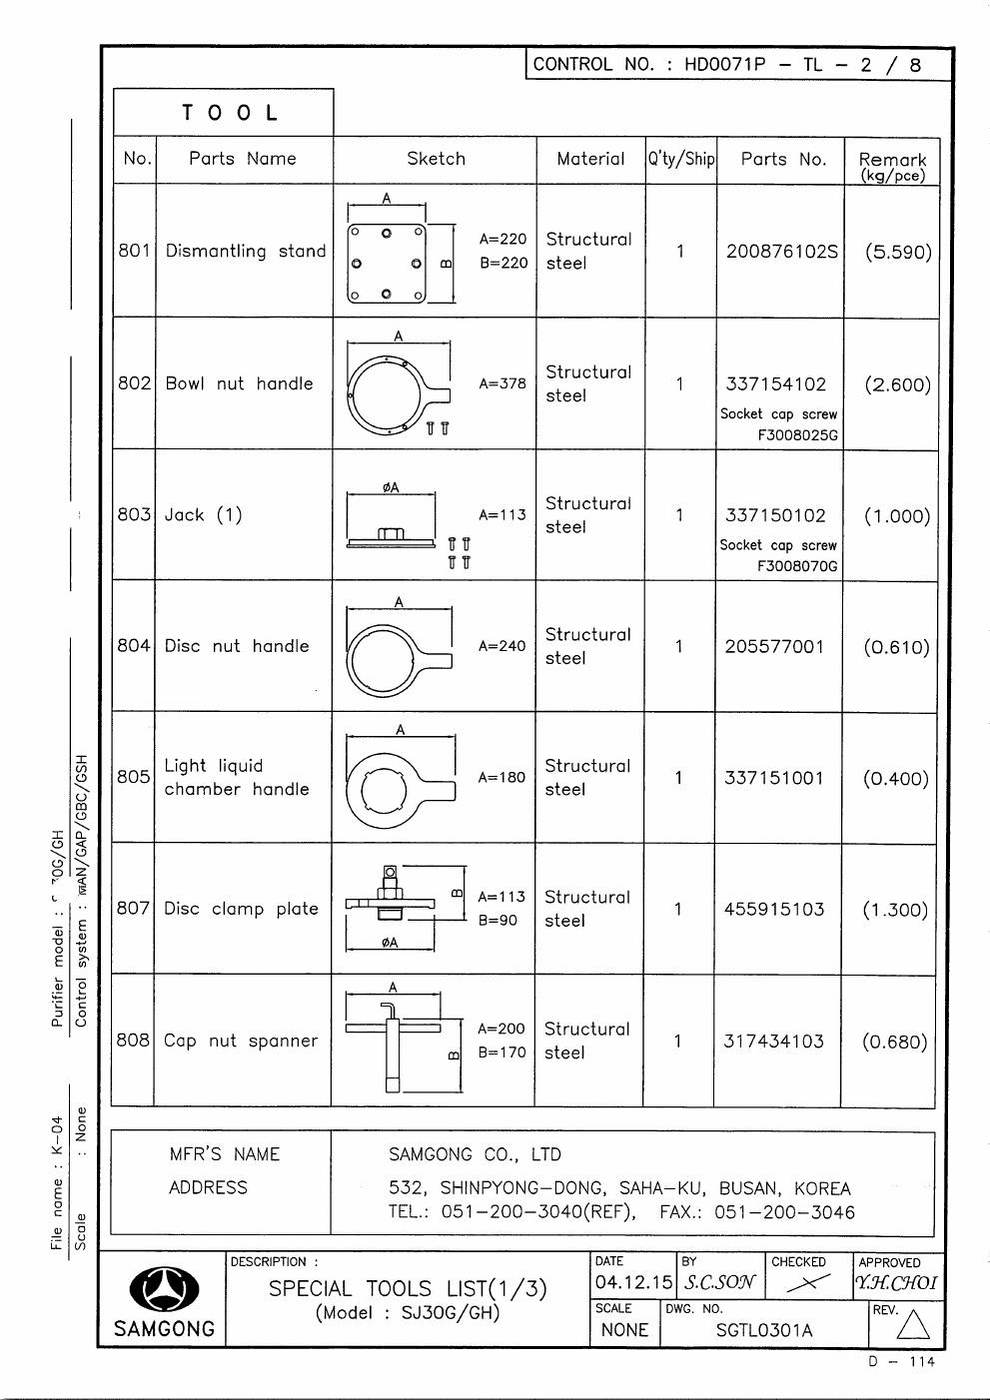 CONTROL NO. : HD0071P - TL - 2 / 8
TOOL
No. Parts Name Sketch Material Q'ty/Ship Parts No. Remark (kg/pce)
801 Dismantling stand A B A=220 B=220 Structural steel 1 200876102S (5.590)
802 Bowl nut handle A A=378 Structural steel 1 337154102 (2.600)
Socket cap screw
F3008025G
803 Jack (1) øA A=113 Structural steel 1 337150102 (1.000)
Socket cap screw
F3008070G
804 Disc nut handle A A=240 Structural steel 1 205577001 (0.610)
805 Light liquid chamber handle A A=180 Structural steel 1 337151001 (0.400)
807 Disc clamp plate B øA A=113 B=90 Structural steel 1 455915103 (1.300)
808 Cap nut spanner A B A=200 B=170 Structural steel 1 317434103 (0.680)
MFR'S NAME SAMGONG CO., LTD
ADDRESS 532, SHINPYONG-DONG, SAHA-KU, BUSAN, KOREA
TEL.: 051-200-3040(REF), FAX.: 051-200-3046
SAMGONG
DESCRIPTION :
SPECIAL TOOLS LIST(1/3)
(Model : SJ30G/GH)
DATE BY CHECKED APPROVED
04.12.15 S.C.SON Y.H.CHOI
SCALE DWG. NO. REV.
NONE SGTL0301A
D - 114
File name : K-04
Scale : None
Purifier model : 30G/GH
Control system : MAN/GAP/GBC/GSH